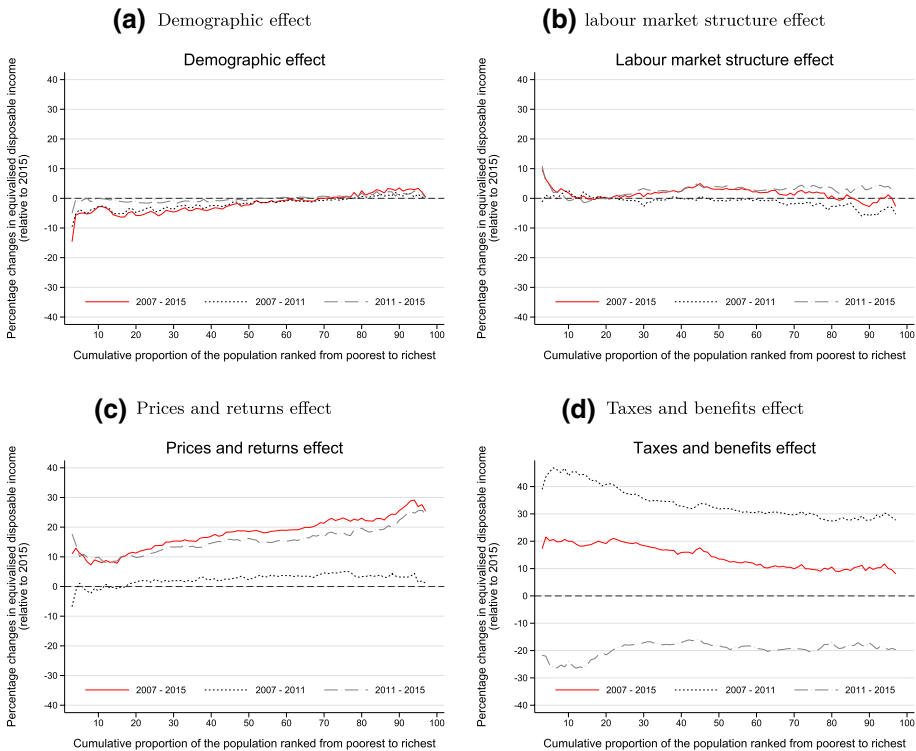 (a) Demographic effect
Demographic effect
Percentage changes in equivalised disposable income
(relative to 2015)
40
30
20
10
0
-10
-20
-30
-40
2007 - 2015 2007 - 2011 2011 - 2015
10 20 30 40 50 60 70 80 90 100
Cumulative proportion of the population ranked from poorest to richest
(b) labour market structure effect
Labour market structure effect
Percentage changes in equivalised disposable income
(relative to 2015)
40
30
20
10
0
-10
-20
-30
-40
2007 - 2015 2007 - 2011 2011 - 2015
10 20 30 40 50 60 70 80 90 100
Cumulative proportion of the population ranked from poorest to richest
(c) Prices and returns effect
Prices and returns effect
Percentage changes in equivalised disposable income
(relative to 2015)
40
30
20
10
0
-10
-20
-30
-40
2007 - 2015 2007 - 2011 2011 - 2015
10 20 30 40 50 60 70 80 90 100
Cumulative proportion of the population ranked from poorest to richest
(d) Taxes and benefits effect
Taxes and benefits effect
Percentage changes in equivalised disposable income
(relative to 2015)
40
30
20
10
0
-10
-20
-30
-40
2007 - 2015 2007 - 2011 2011 - 2015
10 20 30 40 50 60 70 80 90 100
Cumulative proportion of the population ranked from poorest to richest